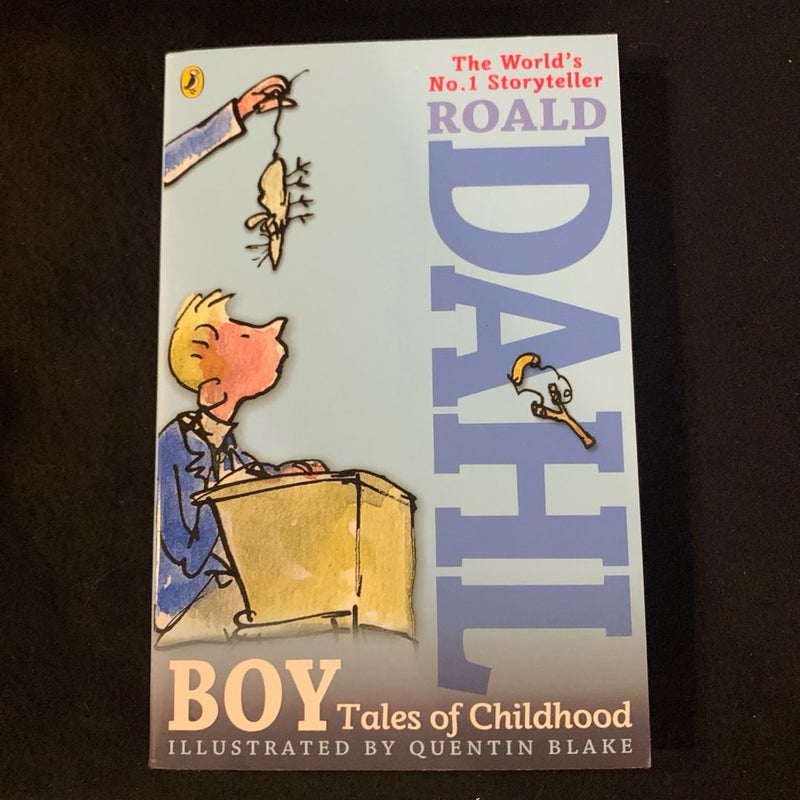 The World's
No.1 Storyteller
ROALD
DAHL
BOY Tales of Childhood
ILLUSTRATED BY QUENTIN BLAKE